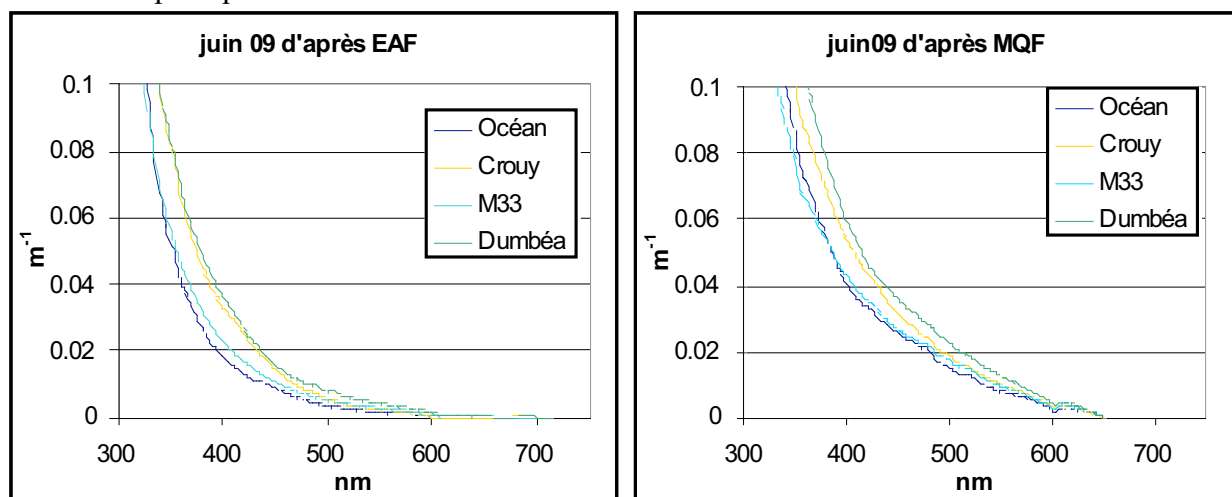 juin 09 d'après EAF
0.1
0.08
0.06
0.04
0.02
0
m-1
300 400 500 600 700
nm
Océan
Crouy
M33
Dumbéa
juin09 d'après MQF
0.1
0.08
0.06
0.04
0.02
0
m-1
300 400 500 600 700
nm
Océan
Crouy
M33
Dumbéa